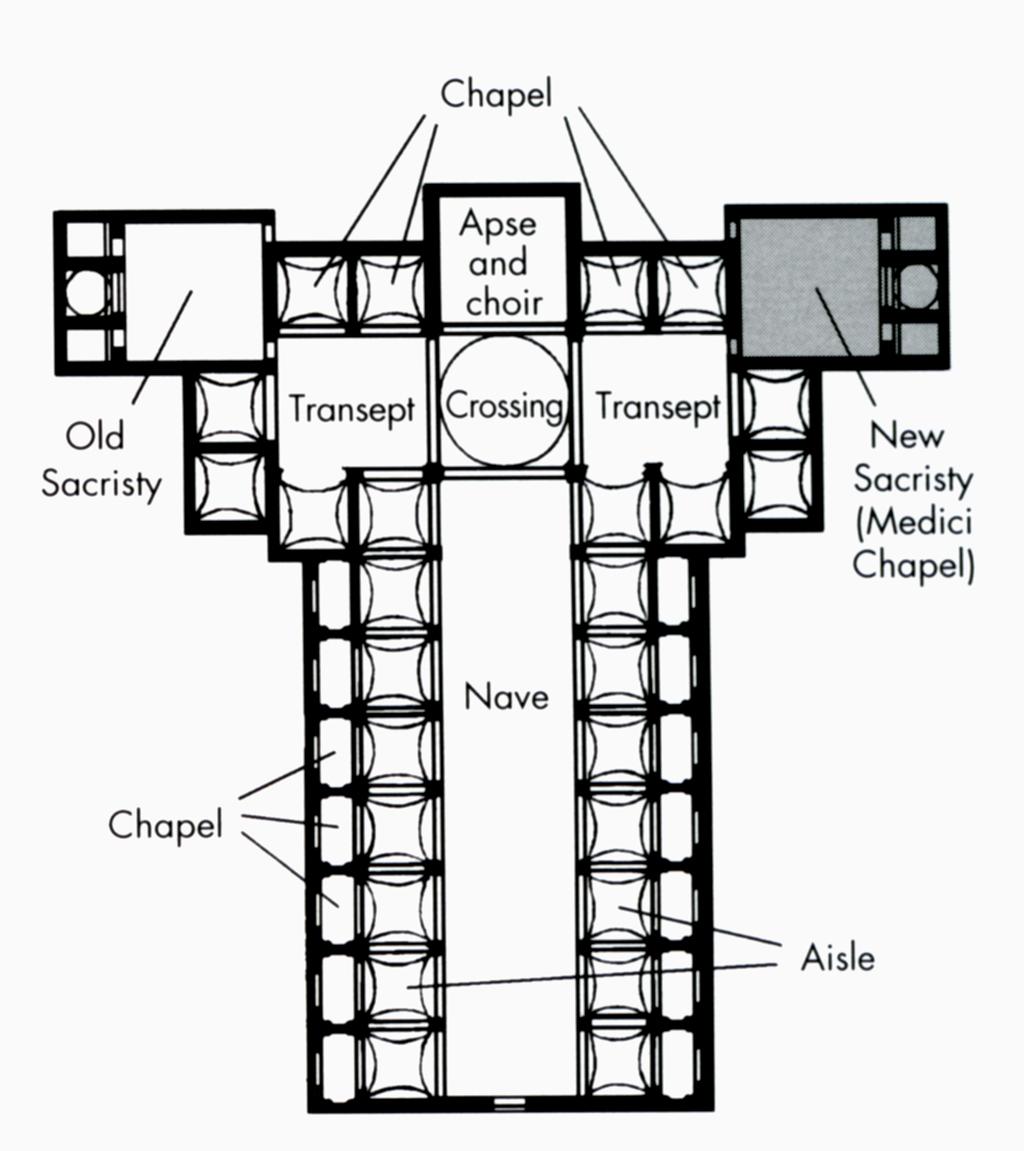 Chapel
Apse
and
choir
Transept
Crossing
Transept
Old
Sacristy
New
Sacristy
(Medici
Chapel)
Nave
Chapel
Aisle